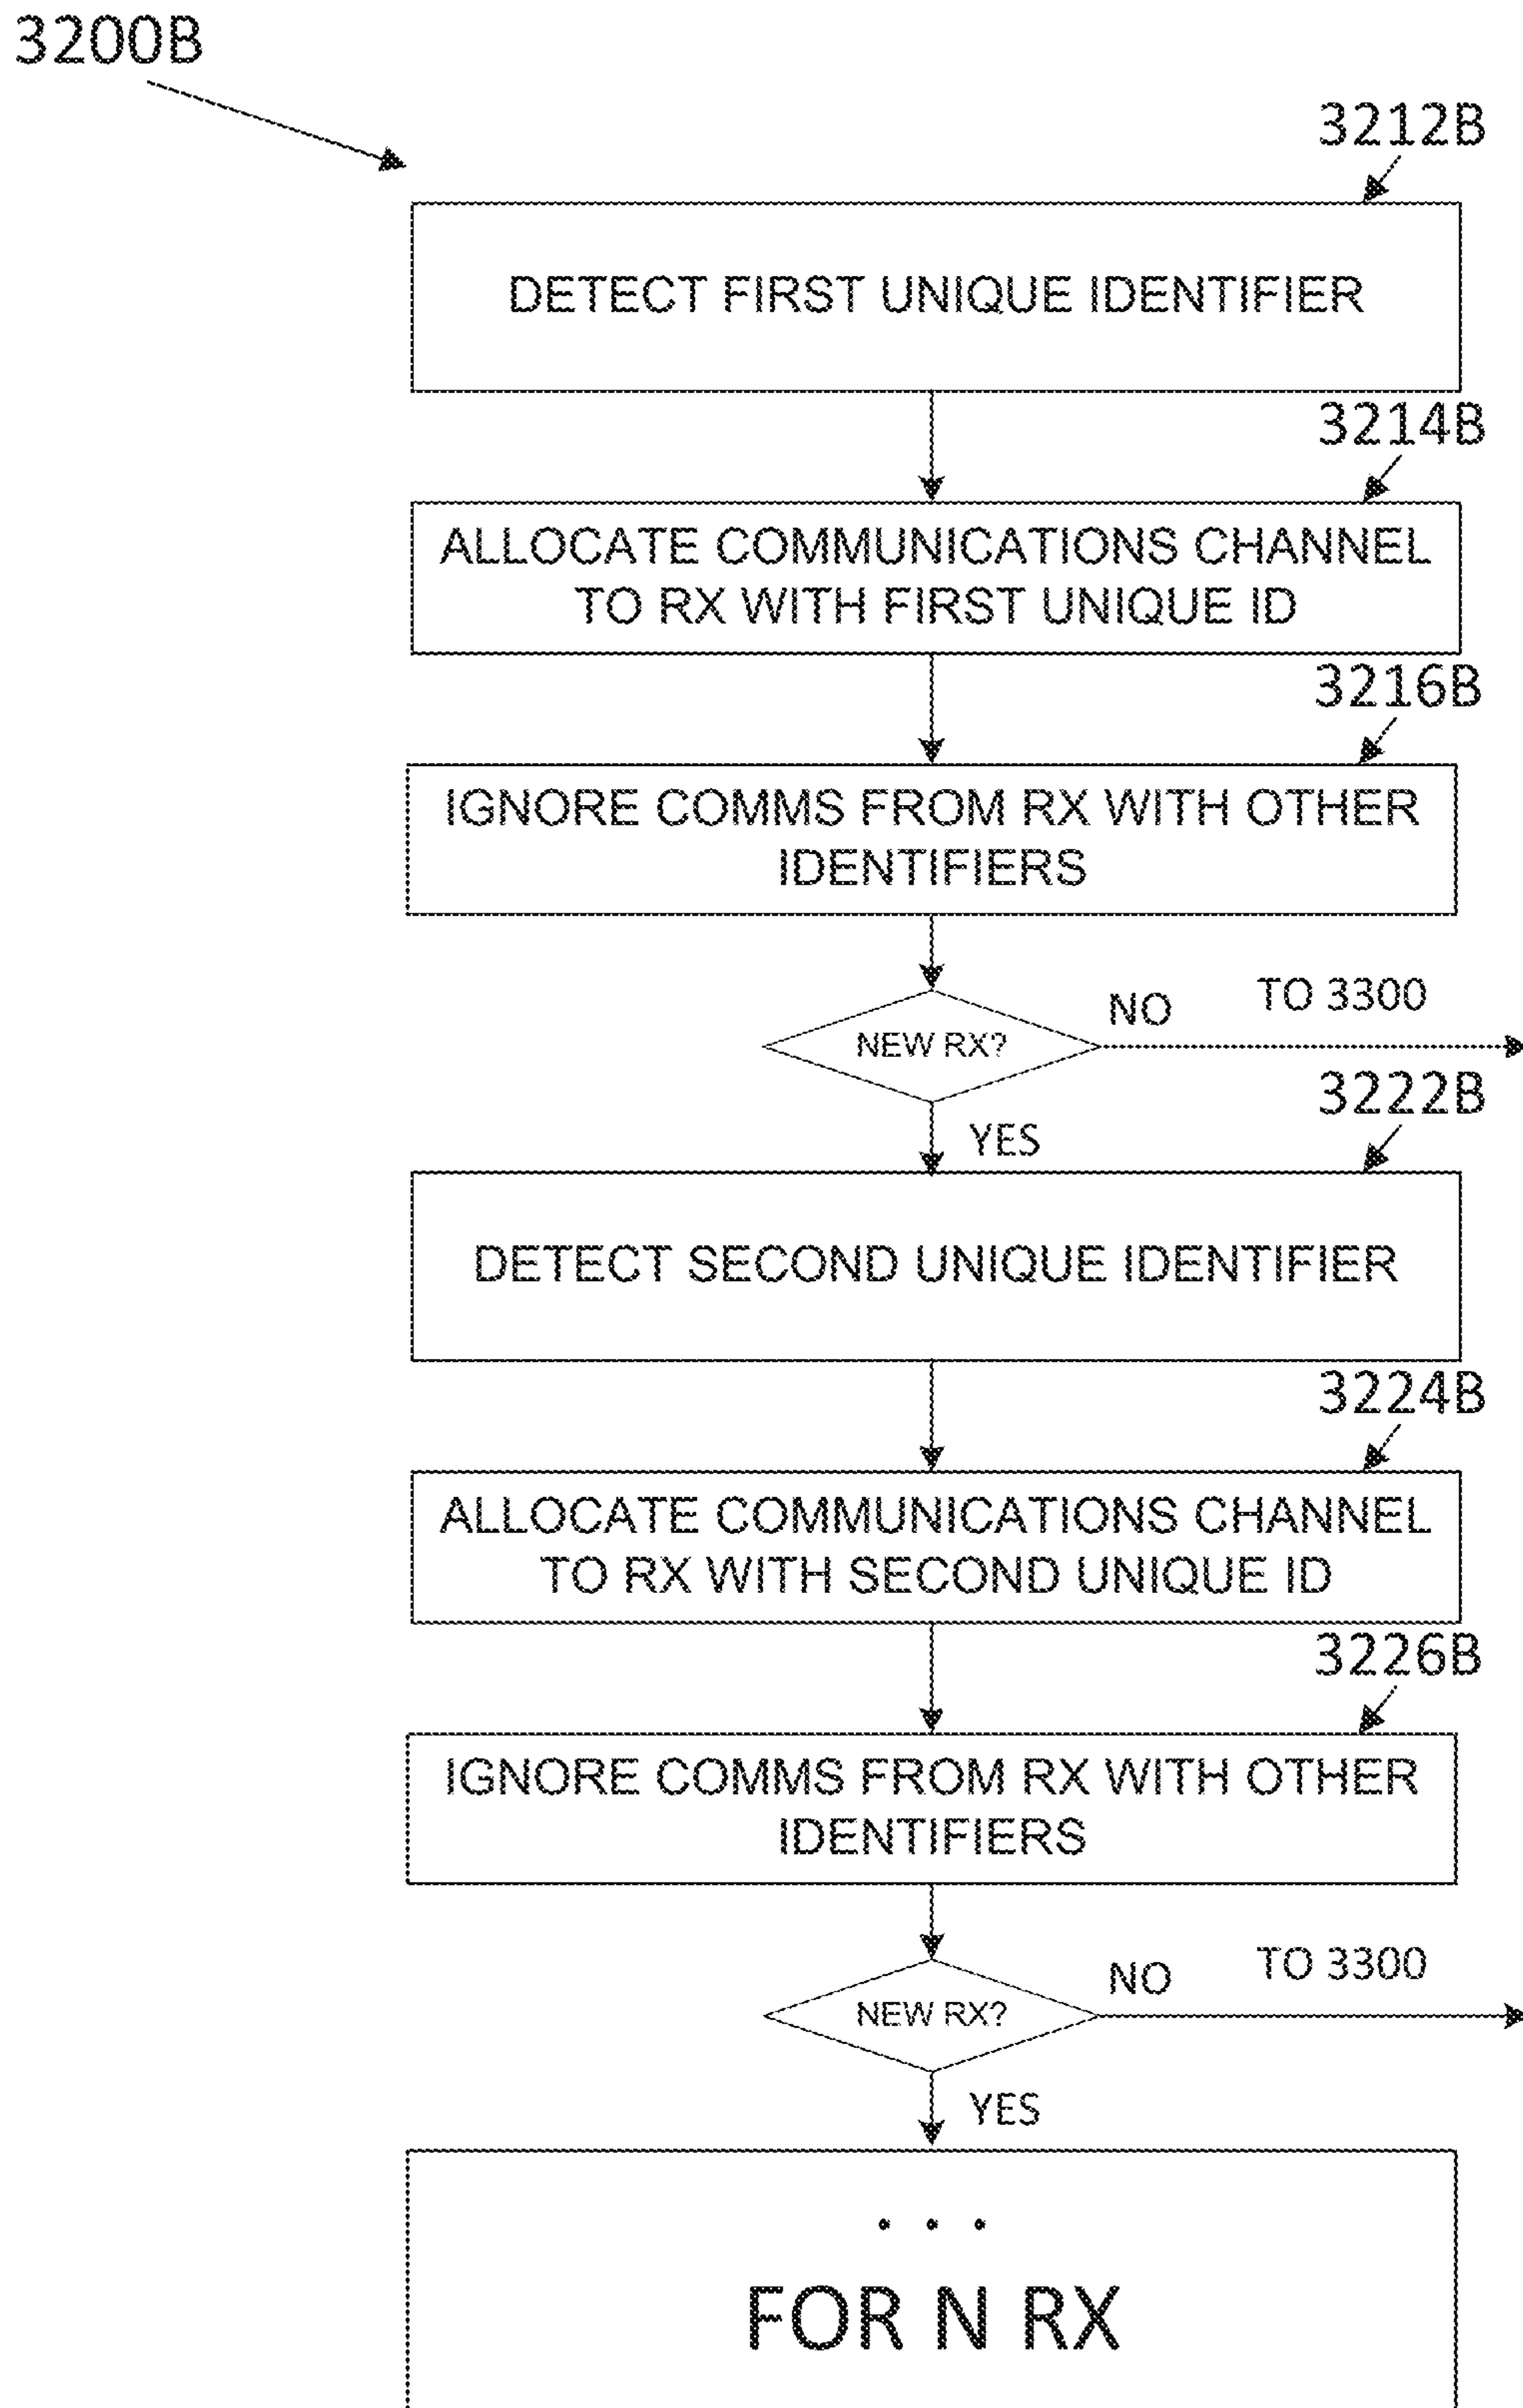 3200B
3212B
DETECT FIRST UNIQUE IDENTIFIER
3214B
ALLOCATE COMMUNICATIONS CHANNEL
TO RX WITH FIRST UNIQUE ID
3216B
IGNORE COMMS FROM RX WITH OTHER
IDENTIFIERS
NEW RX?
NO
TO 3300
YES
3222B
DETECT SECOND UNIQUE IDENTIFIER
3224B
ALLOCATE COMMUNICATIONS CHANNEL
TO RX WITH SECOND UNIQUE ID
3226B
IGNORE COMMS FROM RX WITH OTHER
IDENTIFIERS
NEW RX?
NO
TO 3300
YES
. . .
FOR N RX